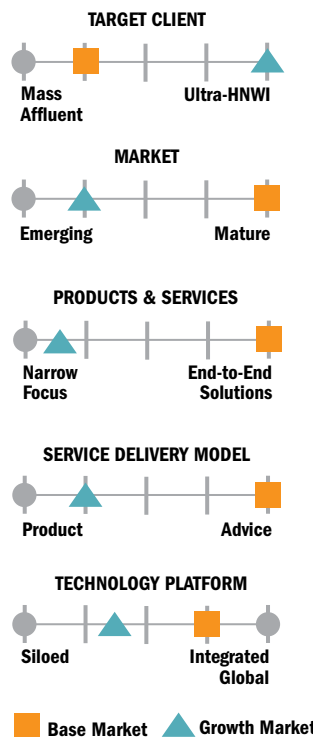 TARGET CLIENT
Mass Ultra-HNWI
Affluent
MARKET
Emerging Mature
PRODUCTS & SERVICES
Narrow End-to-End
Focus Solutions
SERVICE DELIVERY MODEL
Product Advice
TECHNOLOGY PLATFORM
Siloed Integrated
Global
Base Market Growth Market